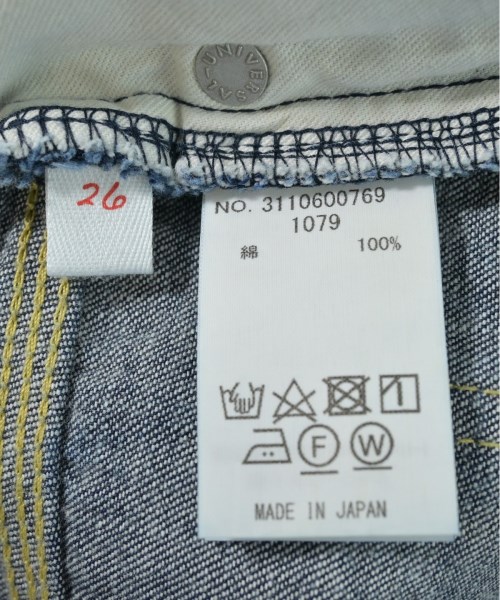 UNIVERSAL
26
NO. 3110600769
1079
綿 100%
F W
MADE IN JAPAN